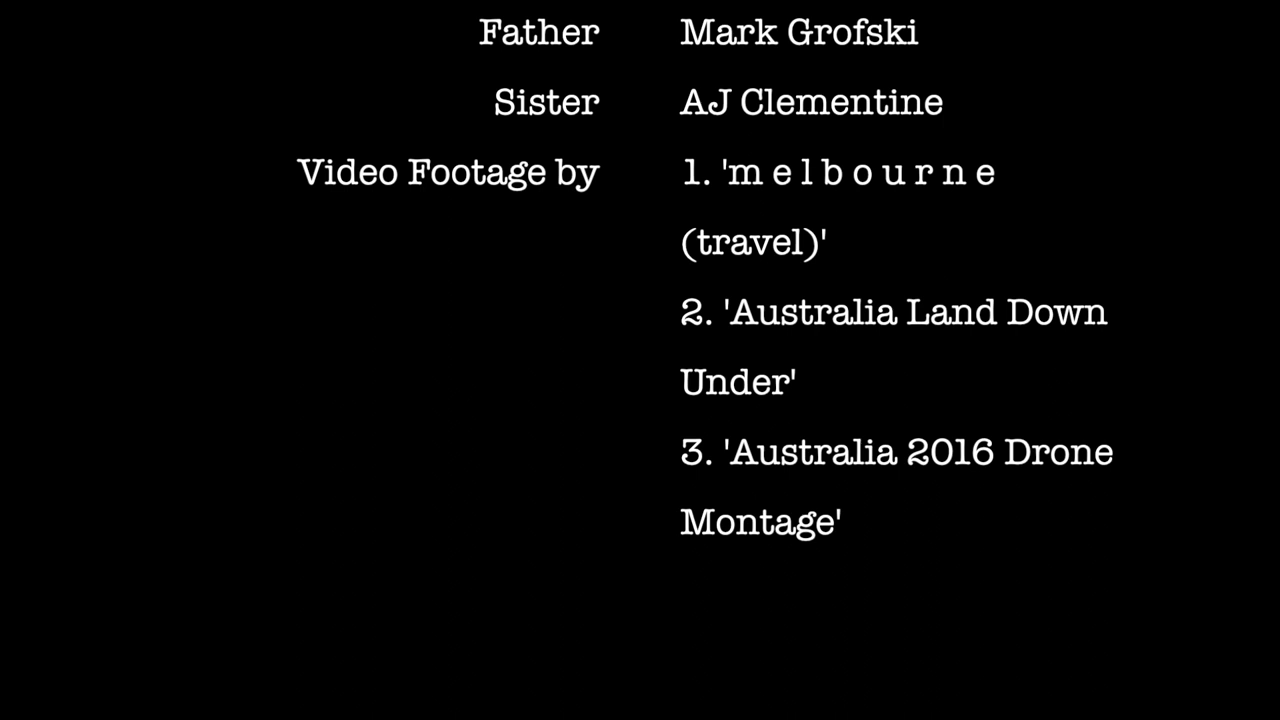 Father Mark Grofski
Sister AJ Clementine
Video Footage by 1. 'm e l b o u r n e
(travel)'
2. 'Australia Land Down
Under'
3. 'Australia 2016 Drone
Montage'